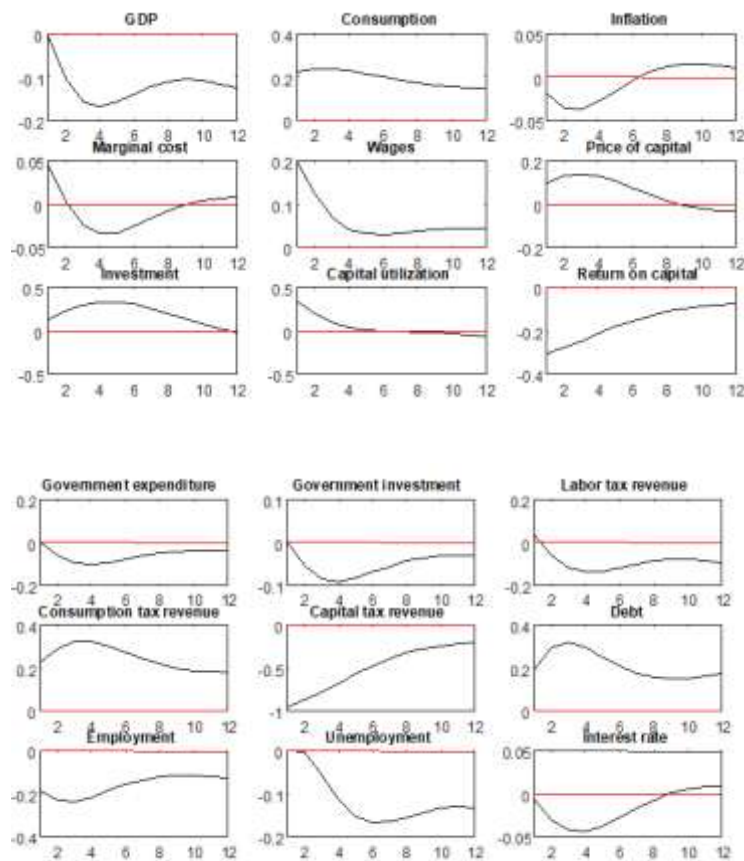 GDP Consumption Inflation
0 0.4 0.05
-0.1 0.2 0
-0.2 0 -0.05
2 4 6 8 10 12 2 4 6 8 10 12 2 4 6 8 10 12
Marginal cost Wages Price of capital
0.05 0.2 0.2
0 0.1 0
-0.05 0 -0.2
2 4 6 8 10 12 2 4 6 8 10 12 2 4 6 8 10 12
Investment Capital utilization Return on capital
0.5 0.5 0
0 0 -0.2
-0.5 -0.5 -0.4
2 4 6 8 10 12 2 4 6 8 10 12 2 4 6 8 10 12
Government expenditure Government investment Labor tax revenue
0.2 0.1 0.2
0 0 0
-0.2 -0.1 -0.2
2 4 6 8 10 12 2 4 6 8 10 12 2 4 6 8 10 12
Consumption tax revenue Capital tax revenue Debt
0.4 0 0.4
0.2 -0.5 0.2
0 -1 0
2 4 6 8 10 12 2 4 6 8 10 12 2 4 6 8 10 12
Employment Unemployment Interest rate
0 0 0.05
-0.2 -0.1 0
-0.4 -0.2 -0.05
2 4 6 8 10 12 2 4 6 8 10 12 2 4 6 8 10 12